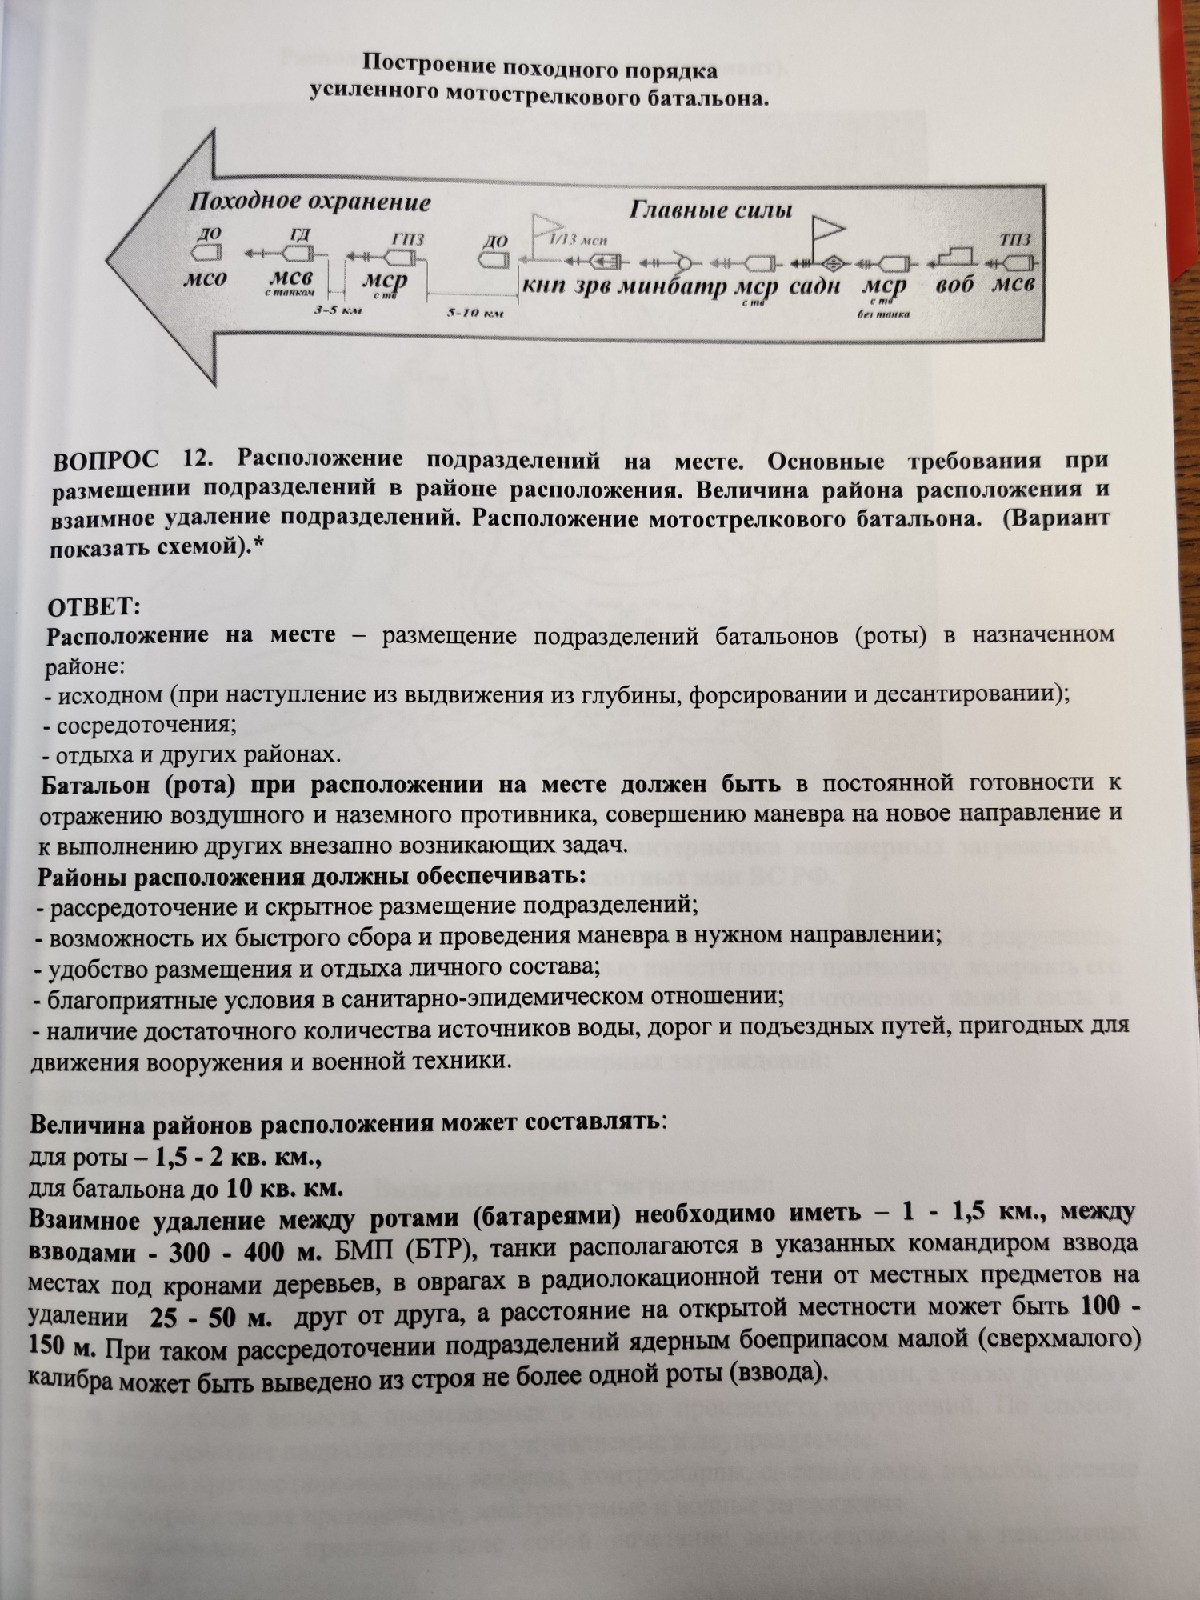 Построение походного порядка
усиленного мотострелкового батальона.
Походное охранение
Главные силы
ДО ГД ГПЗ ДО 1/13 мсп ТПЗ
мсо мсв мср кнп зрв минбатр мср садн мср воб мсв
с танком с тв с тв с тв
3-5 км 5-10 км без танка
ВОПРОС 12. Расположение подразделений на месте. Основные требования при
размещении подразделений в районе расположения. Величина района расположения и
взаимное удаление подразделений. Расположение мотострелкового батальона. (Вариант
показать схемой).*
ОТВЕТ:
Расположение на месте – размещение подразделений батальонов (роты) в назначенном
районе:
- исходном (при наступление из выдвижения из глубины, форсировании и десантировании);
- сосредоточения;
- отдыха и других районах.
Батальон (рота) при расположении на месте должен быть в постоянной готовности к
отражению воздушного и наземного противника, совершению маневра на новое направление и
к выполнению других внезапно возникающих задач.
Районы расположения должны обеспечивать:
- рассредоточение и скрытное размещение подразделений;
- возможность их быстрого сбора и проведения маневра в нужном направлении;
- удобство размещения и отдыха личного состава;
- благоприятные условия в санитарно-эпидемическом отношении;
- наличие достаточного количества источников воды, дорог и подъездных путей, пригодных для
движения вооружения и военной техники.
Величина районов расположения может составлять:
для роты – 1,5 - 2 кв. км.,
для батальона до 10 кв. км.
Взаимное удаление между ротами (батареями) необходимо иметь – 1 - 1,5 км., между
взводами - 300 - 400 м. БМП (БТР), танки располагаются в указанных командиром взвода
местах под кронами деревьев, в оврагах в радиолокационной тени от местных предметов на
удалении 25 - 50 м. друг от друга, а расстояние на открытой местности может быть 100 -
150 м. При таком рассредоточении подразделений ядерным боеприпасом малой (сверхмалого)
калибра может быть выведено из строя не более одной роты (взвода).